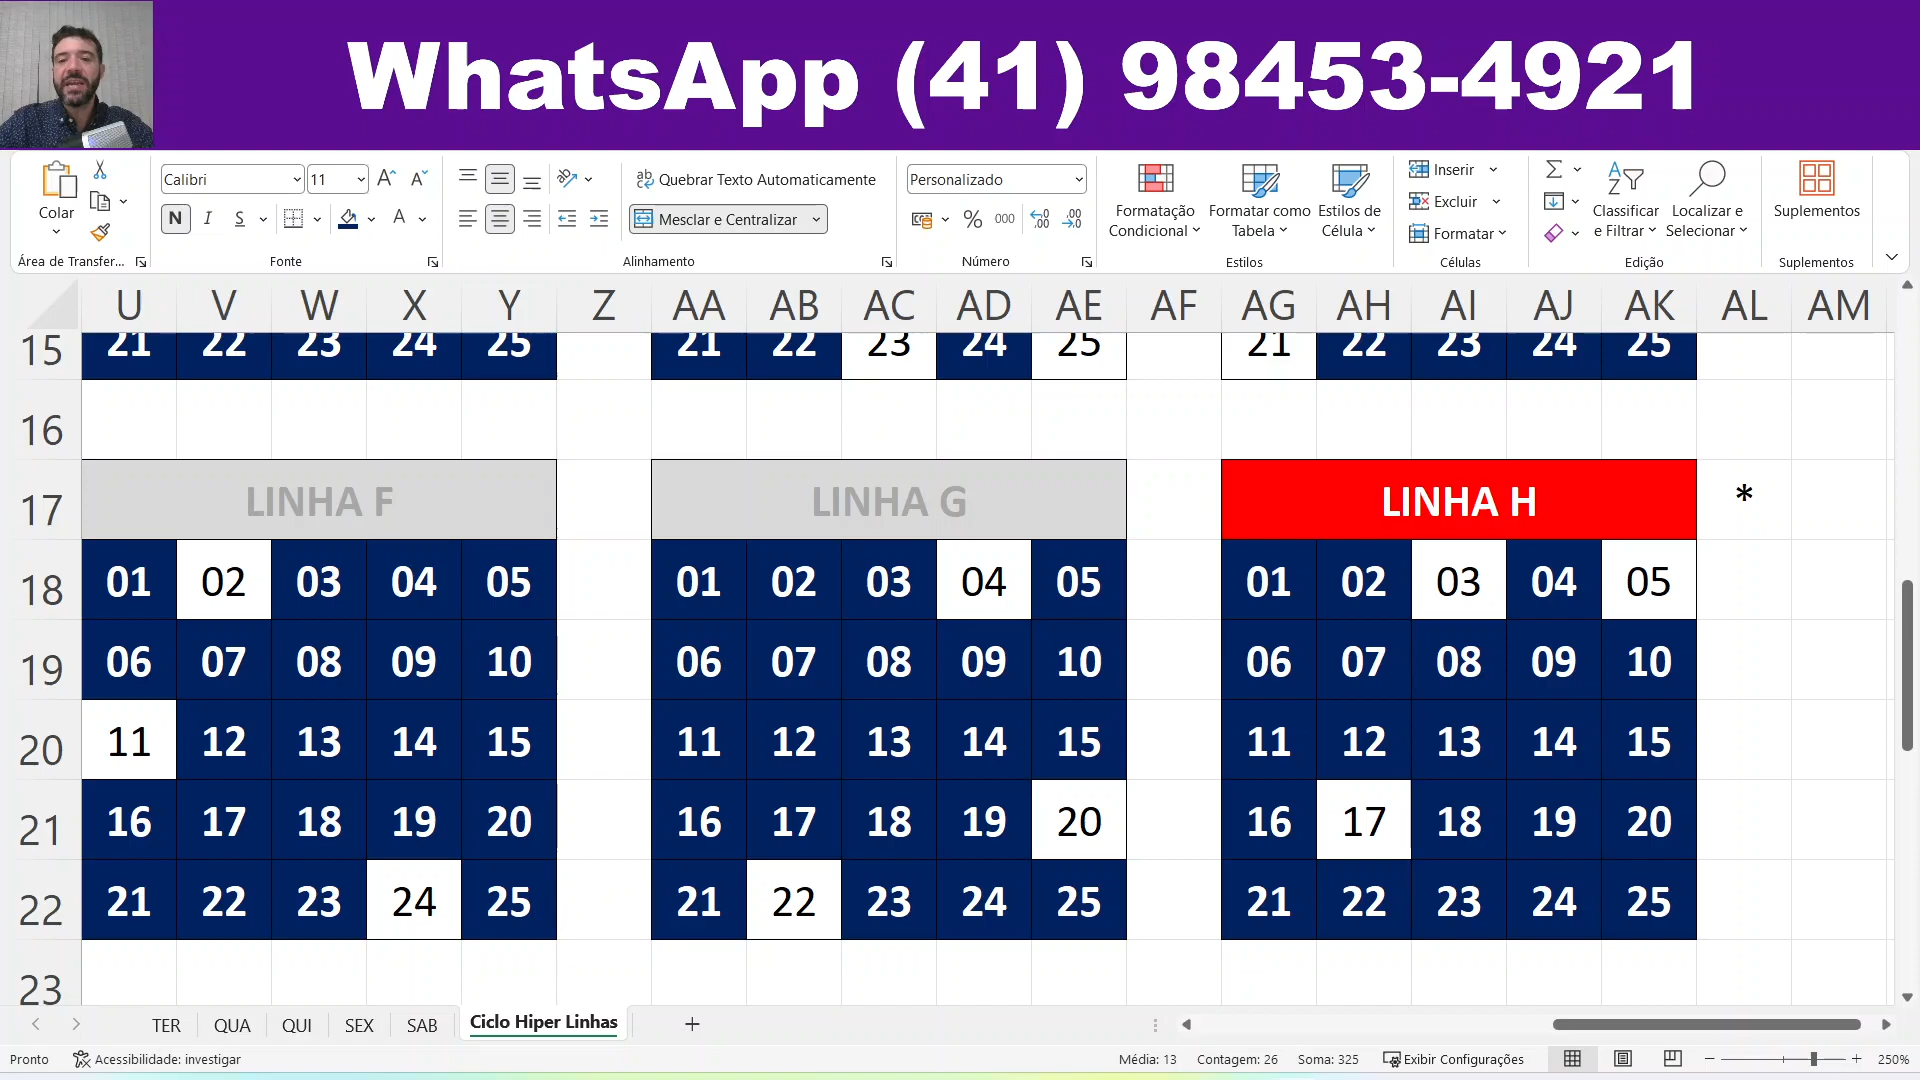 WhatsApp (41) 98453-4921
Colar
Área de Transfer...
Calibri 11
N I S A
Fonte
ab Quebrar Texto Automaticamente
Mesclar e Centralizar
Alinhamento
Personalizado
% 000
Número
Formatação Condicional
Formatar como Tabela
Estilos de Célula
Estilos
Inserir
Excluir
Formatar
Células
Classificar e Filtrar
Localizar e Selecionar
Edição
Suplementos
Suplementos
U V W X Y Z AA AB AC AD AE AF AG AH AI AJ AK AL AM
15 21 22 23 24 25 21 22 23 24 25 21 22 23 24 25
16
17 LINHA F LINHA G LINHA H *
18 01 02 03 04 05 01 02 03 04 05 01 02 03 04 05
19 06 07 08 09 10 06 07 08 09 10 06 07 08 09 10
20 11 12 13 14 15 11 12 13 14 15 11 12 13 14 15
21 16 17 18 19 20 16 17 18 19 20 16 17 18 19 20
22 21 22 23 24 25 21 22 23 24 25 21 22 23 24 25
23
TER QUA QUI SEX SAB Ciclo Hiper Linhas
Pronto Acessibilidade: investigar Média: 13 Contagem: 26 Soma: 325 Exibir Configurações 250%